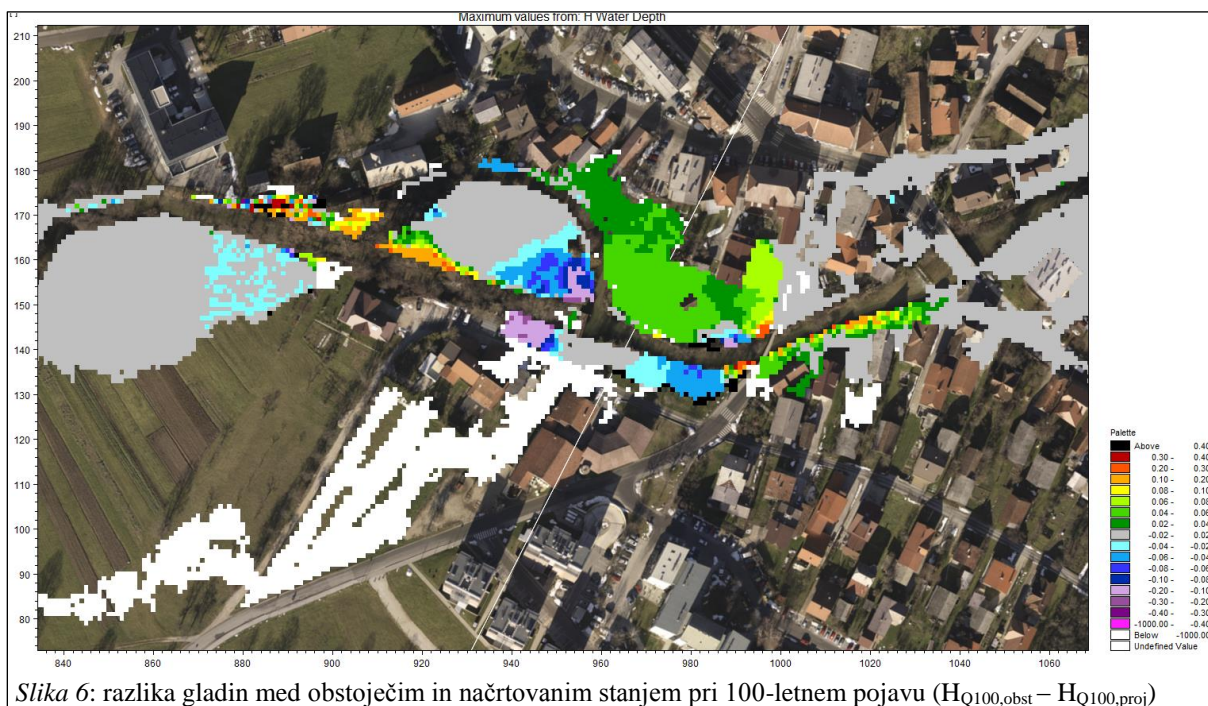 Maximum values from: H Water Depth
210
200
190
180
170
160
150
140
130
120
110
100
90
80
840 860 880 900 920 940 960 980 1000 1020 1040 1060
Palette
Above 0.40
0.30 - 0.40
0.20 - 0.30
0.10 - 0.20
0.08 - 0.10
0.06 - 0.08
0.04 - 0.06
0.02 - 0.04
-0.02 - 0.02
-0.04 - -0.02
-0.06 - -0.04
-0.08 - -0.06
-0.10 - -0.08
-0.20 - -0.10
-0.30 - -0.20
-0.40 - -0.30
-1000.00 - -0.40
Below -1000.00
Undefined Value
Slika 6: razlika gladin med obstoječim in načrtovanim stanjem pri 100-letnem pojavu (HQ100,obst – HQ100,proj)